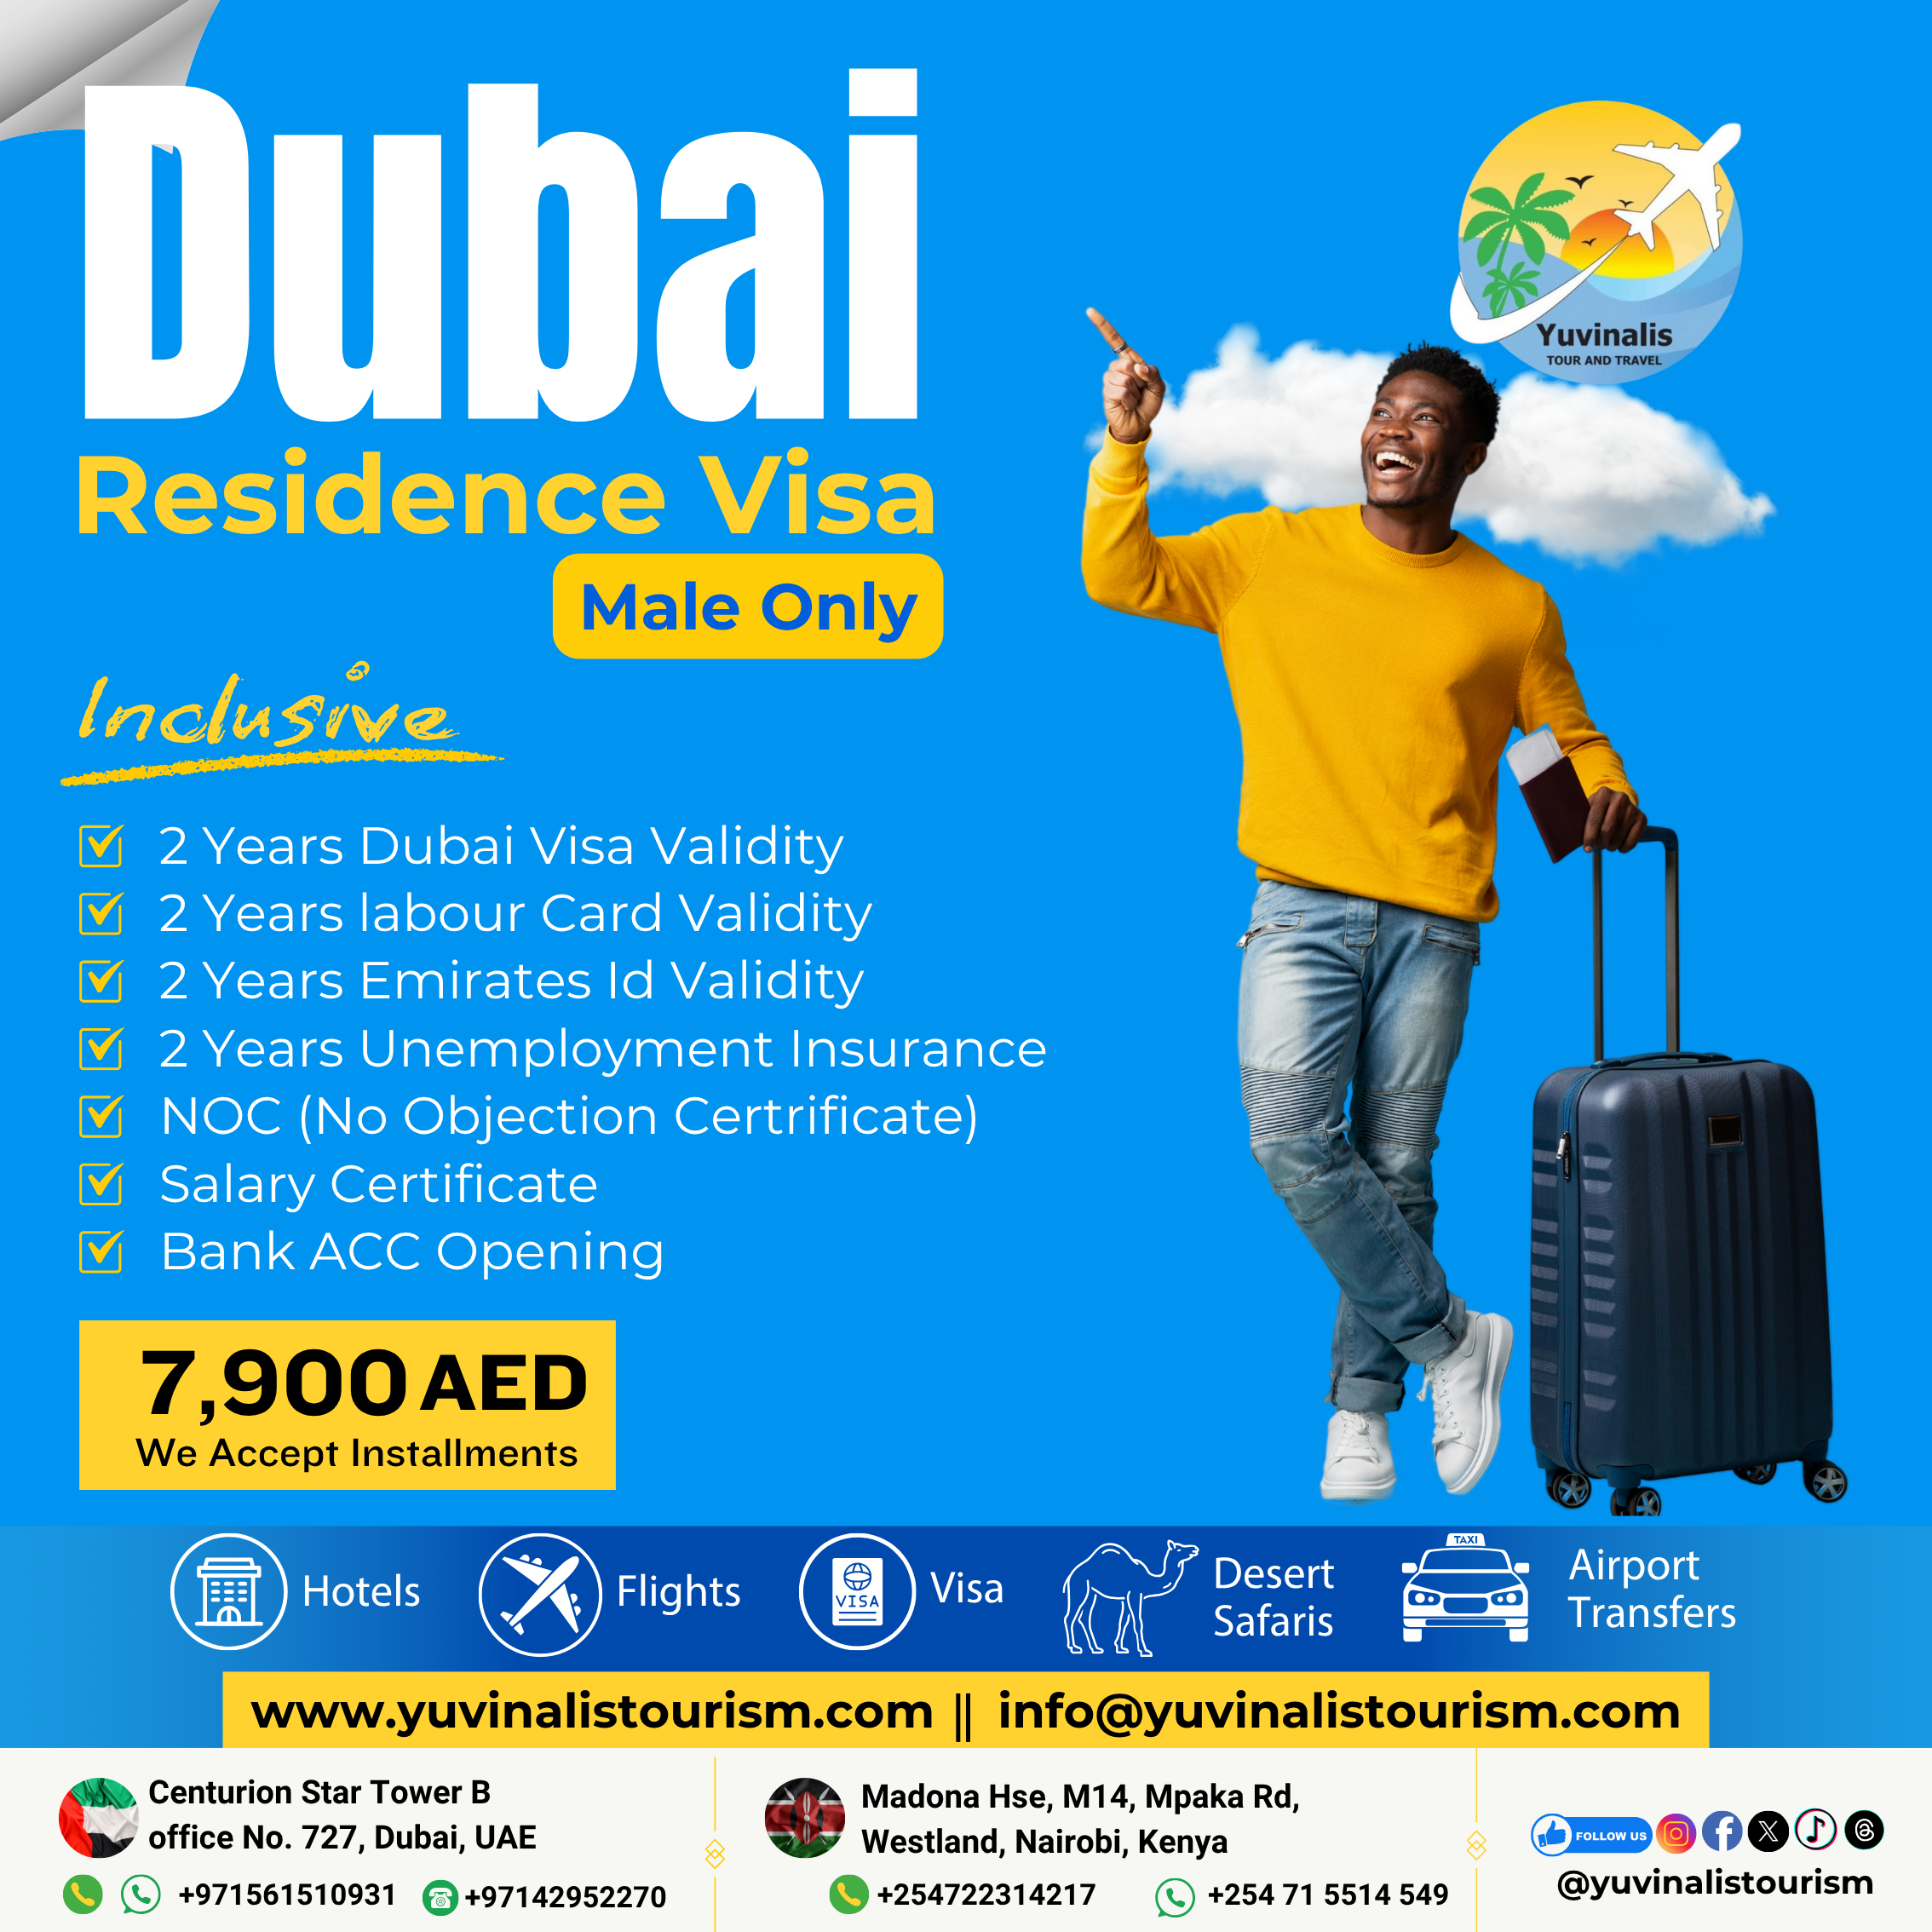 Dubai
Yuvinalis
TOUR AND TRAVEL
Residence Visa
Male Only
Inclusive
2 Years Dubai Visa Validity
2 Years labour Card Validity
2 Years Emirates Id Validity
2 Years Unemployment Insurance
NOC (No Objection Certrificate)
Salary Certificate
Bank ACC Opening
7,900 AED
We Accept Installments
Hotels
Flights
VISA
Visa
Desert
Safaris
TAXI
Airport
Transfers
www.yuvinalistourism.com || info@yuvinalistourism.com
Centurion Star Tower B
office No. 727, Dubai, UAE
+971561510931 +97142952270
Madona Hse, M14, Mpaka Rd,
Westland, Nairobi, Kenya
+254722314217 +254 71 5514 549
FOLLOW US
@yuvinalistourism